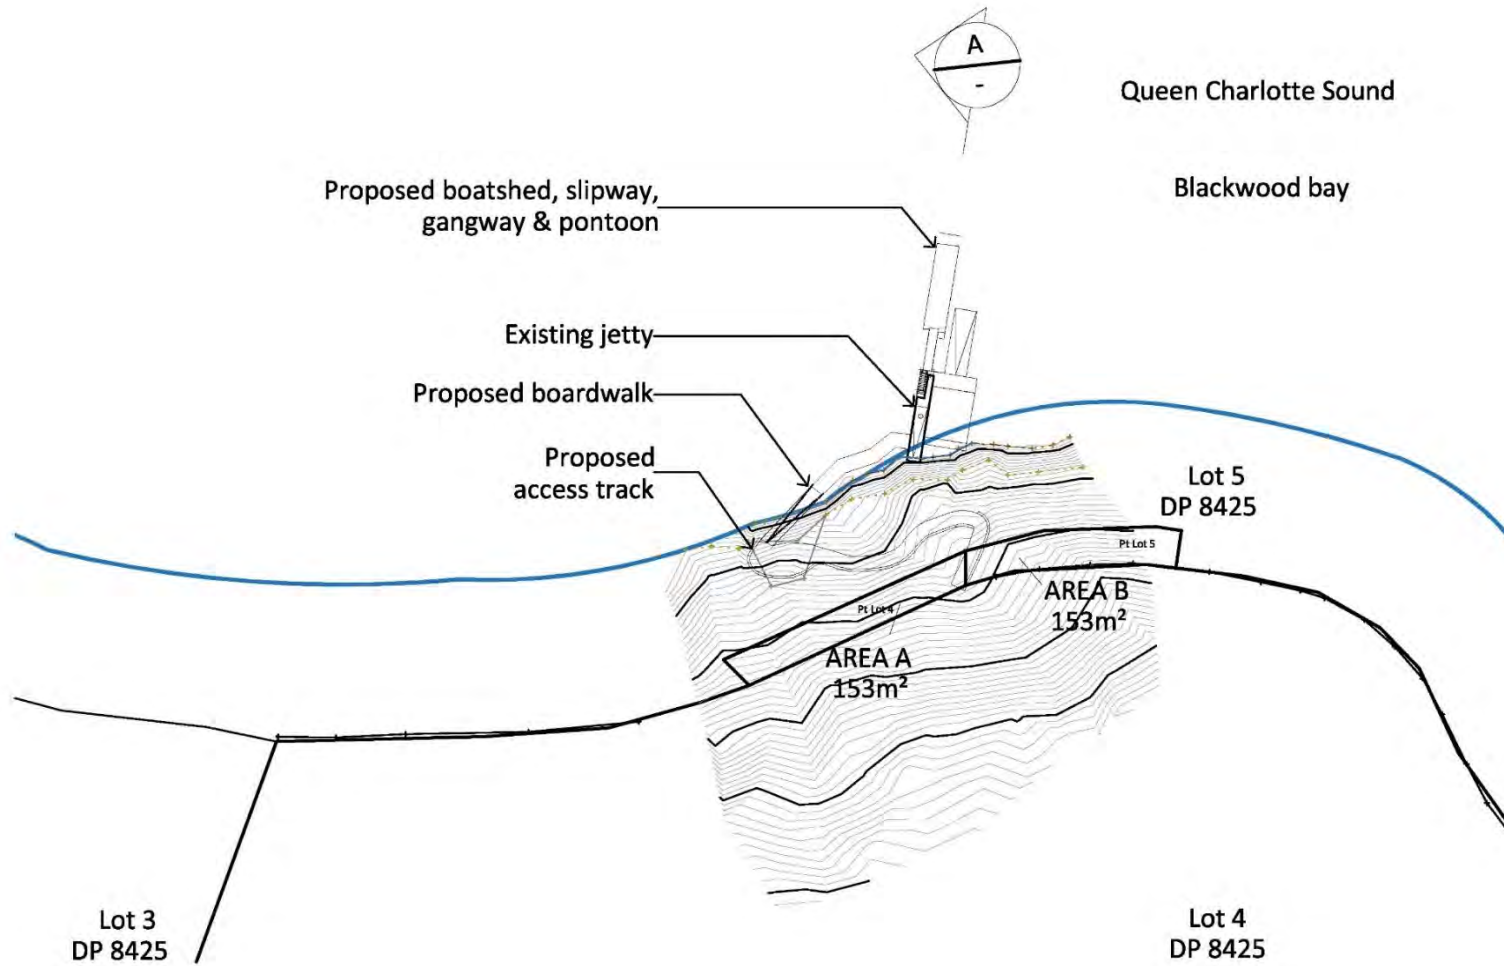 A
-
Queen Charlotte Sound
Blackwood bay
Proposed boatshed, slipway,
gangway & pontoon
Existing jetty
Proposed boardwalk
Proposed
access track
Lot 5
DP 8425
Pt Lot 5
AREA B
153m²
Pt Lot 4
AREA A
153m²
Lot 3
DP 8425
Lot 4
DP 8425